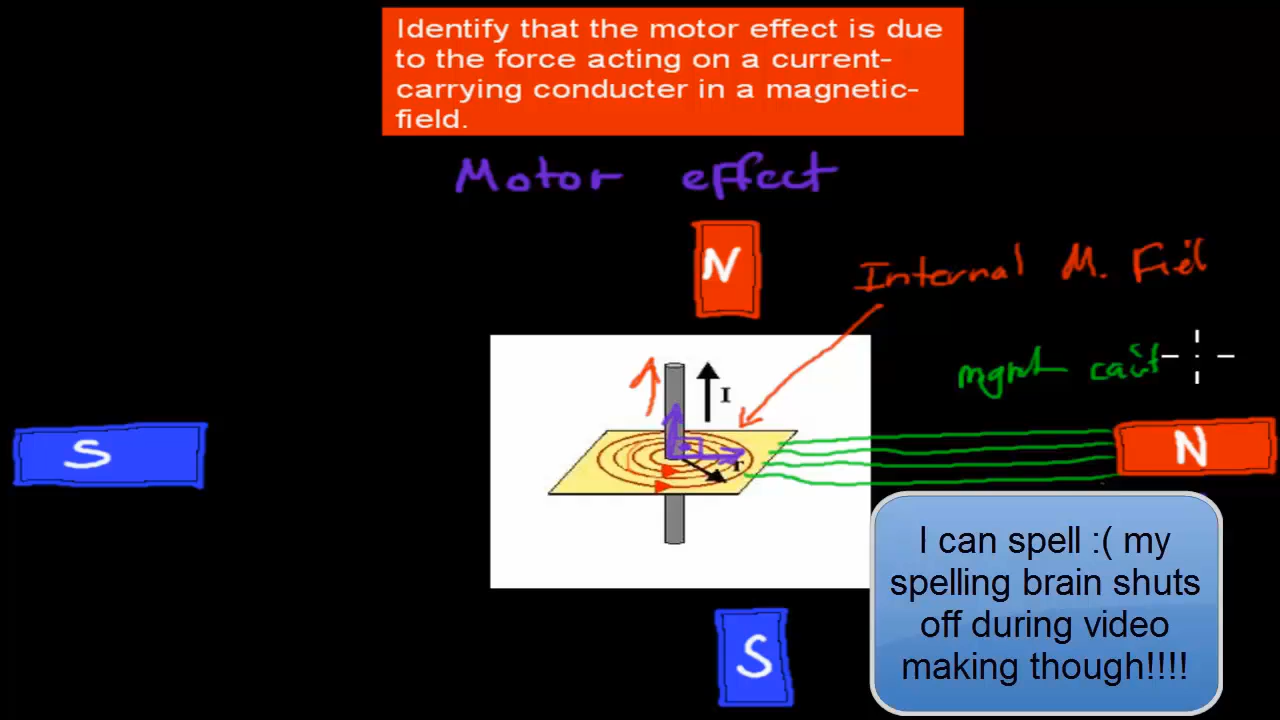 Identify that the motor effect is due
to the force acting on a current-
carrying conducter in a magnetic-
field.
Motor effect
N
Internal M. Fiel
I
S
N
r
I can spell :( my
spelling brain shuts
off during video
making though!!!!
S